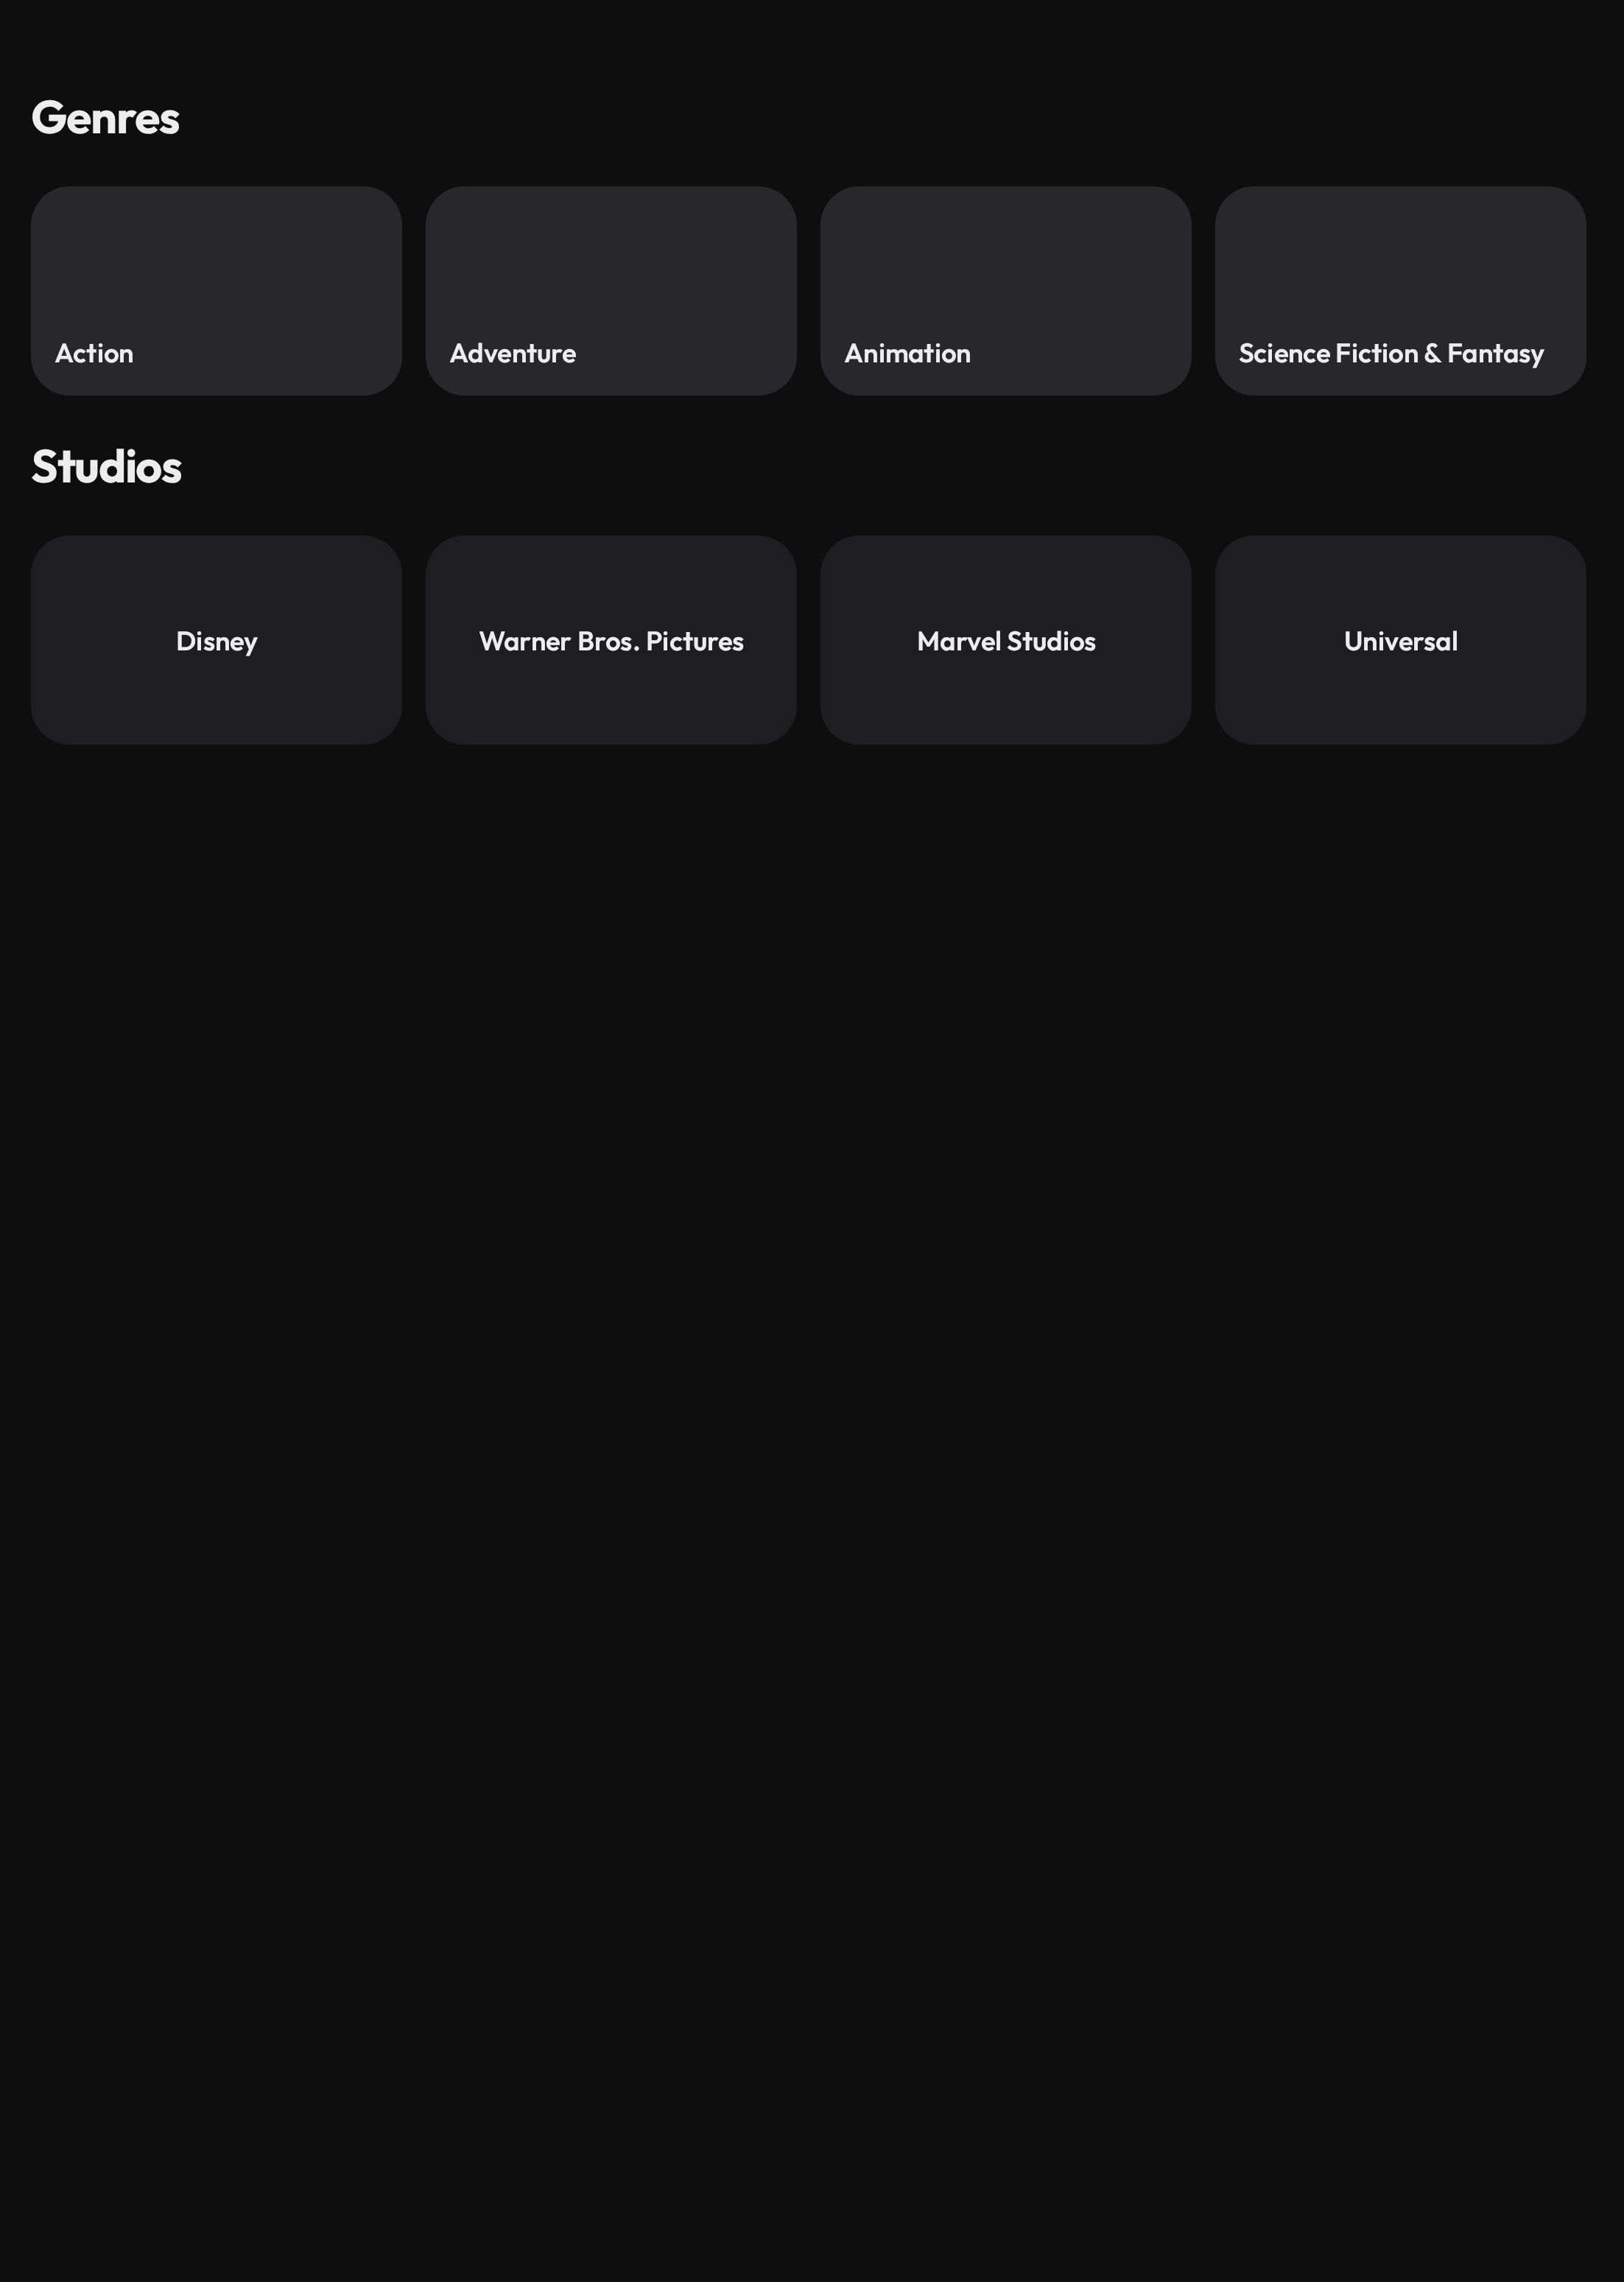 Genres
Action
Adventure
Animation
Science Fiction & Fantasy
Studios
Disney
Warner Bros. Pictures
Marvel Studios
Universal